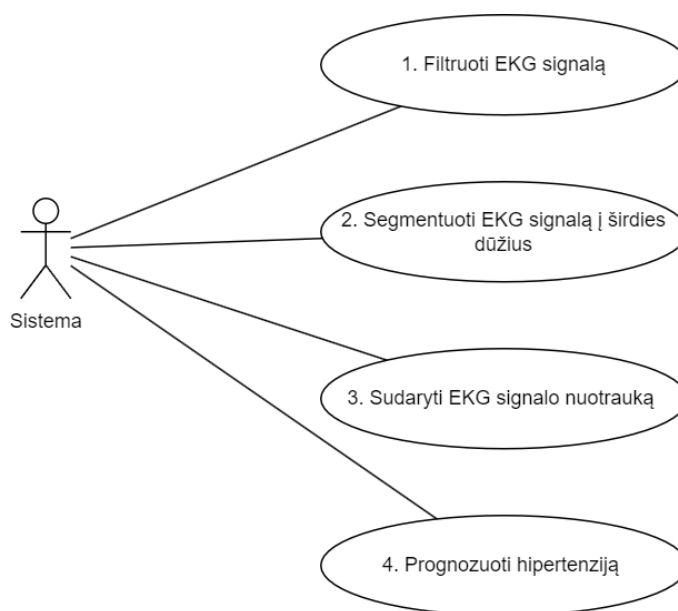 1. Filtruoti EKG signalą
2. Segmentuoti EKG signalą į širdies
dūžius
Sistema
3. Sudaryti EKG signalo nuotrauką
4. Prognozuoti hipertenziją